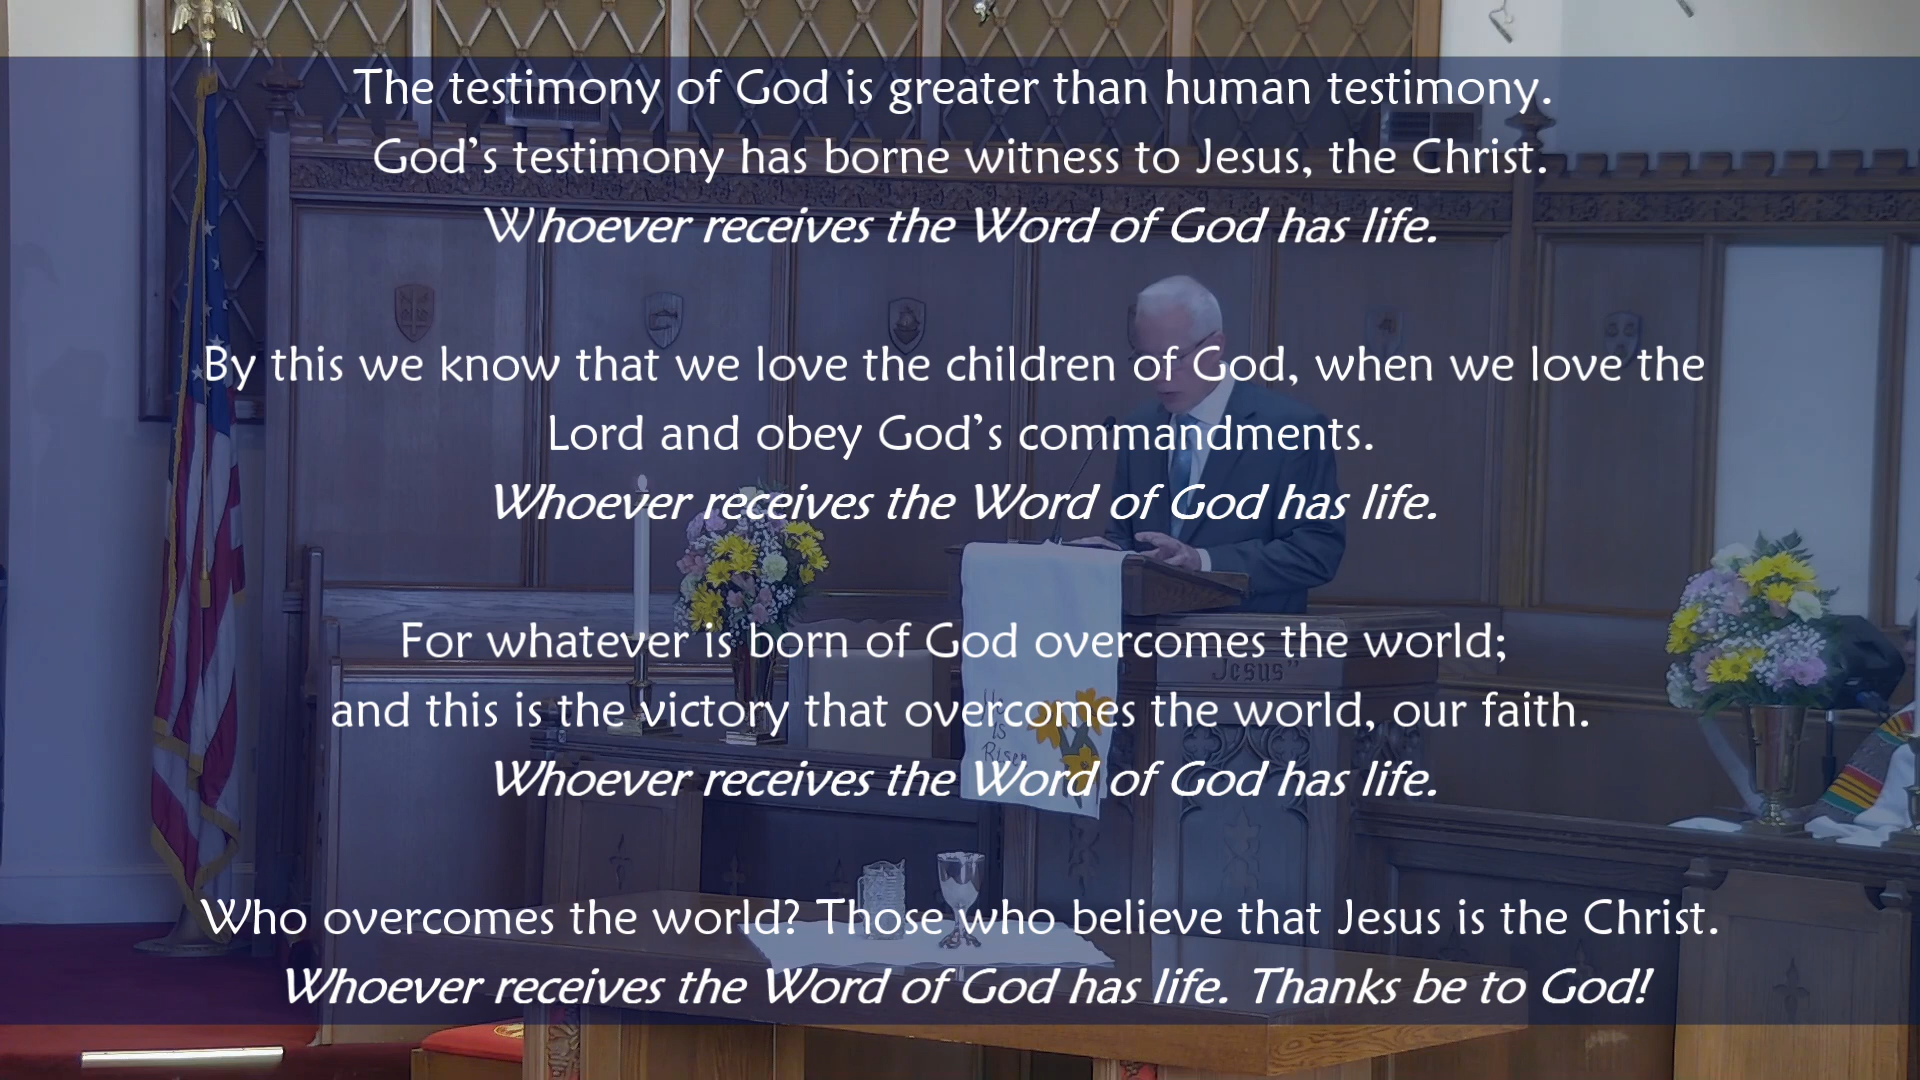 The testimony of God is greater than human testimony.
God’s testimony has borne witness to Jesus, the Christ.
Whoever receives the Word of God has life.
By this we know that we love the children of God, when we love the
Lord and obey God’s commandments.
Whoever receives the Word of God has life.
For whatever is born of God overcomes the world;
and this is the victory that overcomes the world, our faith.
Whoever receives the Word of God has life.
Who overcomes the world? Those who believe that Jesus is the Christ.
Whoever receives the Word of God has life. Thanks be to God!
Jesus”
He
is
Risen